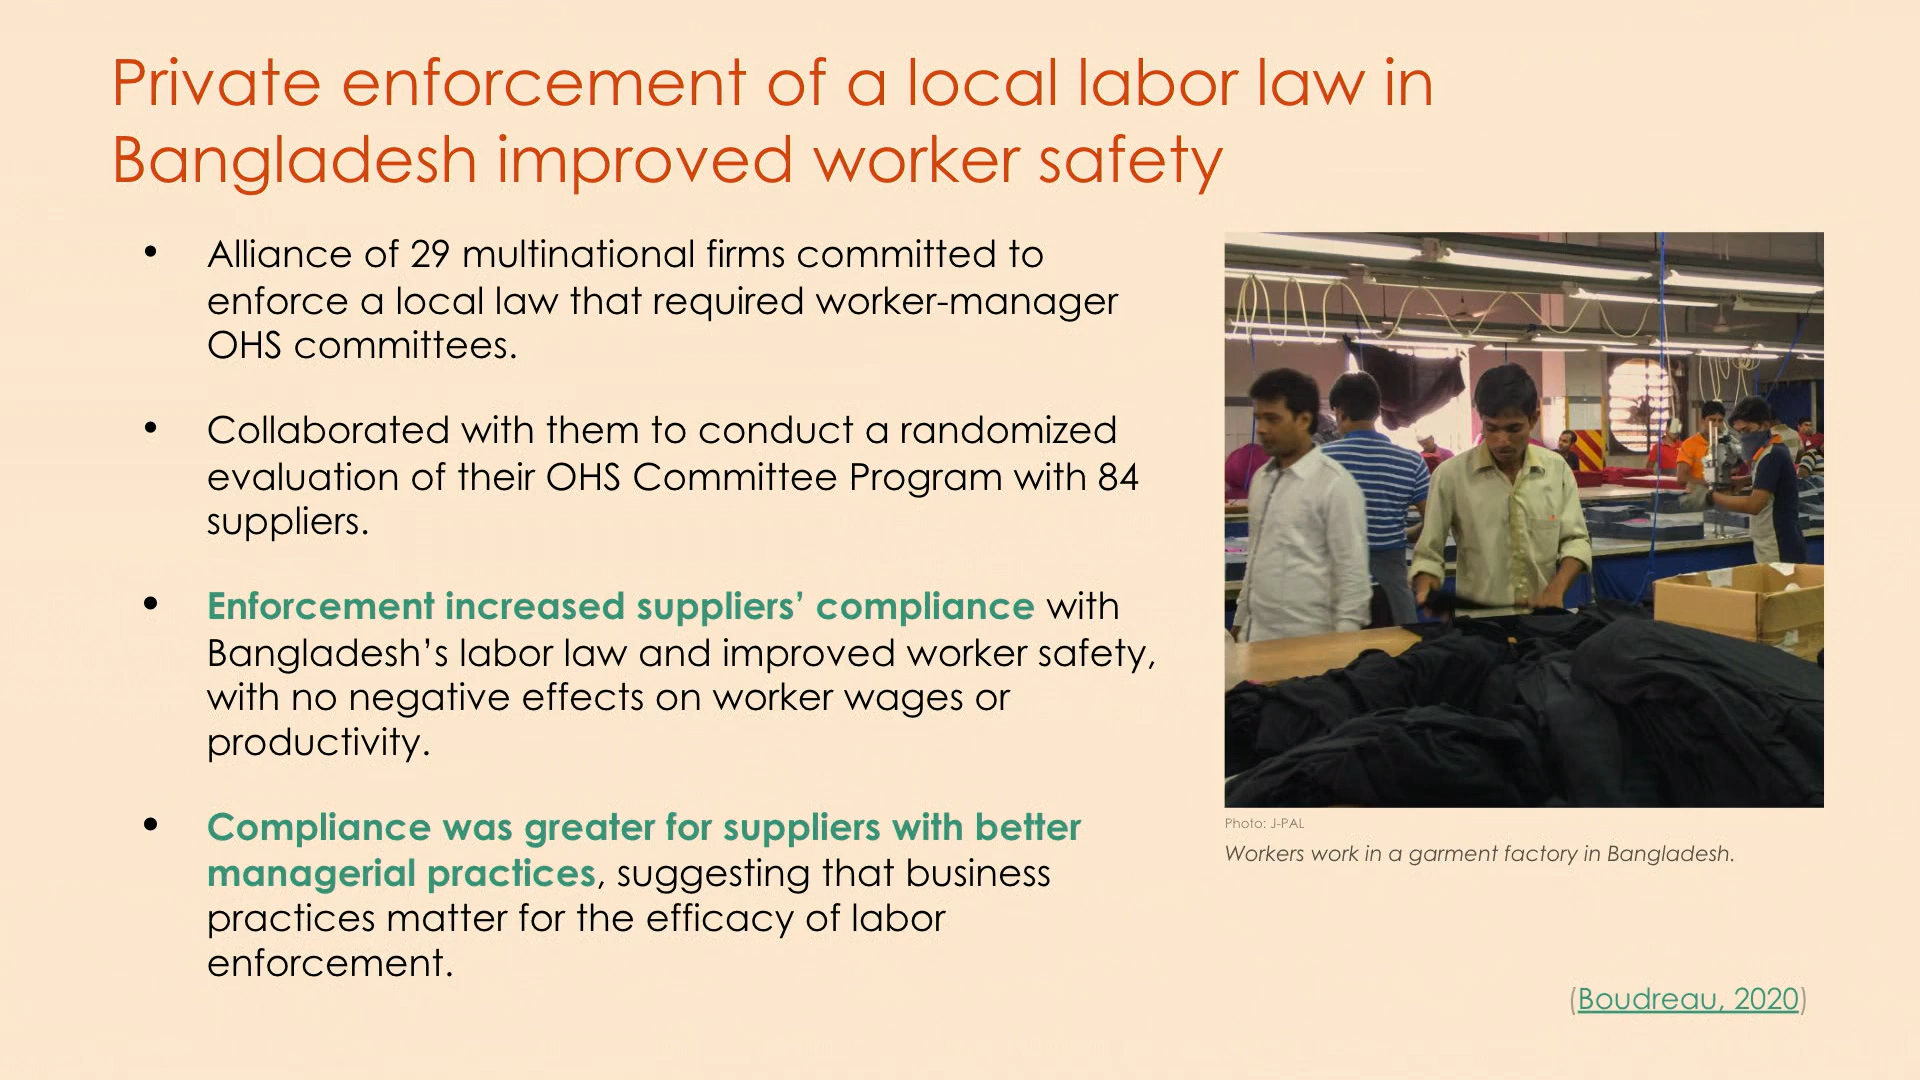 Private enforcement of a local labor law in
Bangladesh improved worker safety
• Alliance of 29 multinational firms committed to
enforce a local law that required worker-manager
OHS committees.
• Collaborated with them to conduct a randomized
evaluation of their OHS Committee Program with 84
suppliers.
• Enforcement increased suppliers’ compliance with
Bangladesh’s labor law and improved worker safety,
with no negative effects on worker wages or
productivity.
• Compliance was greater for suppliers with better
managerial practices, suggesting that business
practices matter for the efficacy of labor
enforcement.
Photo: J-PAL
Workers work in a garment factory in Bangladesh.
(Boudreau, 2020)